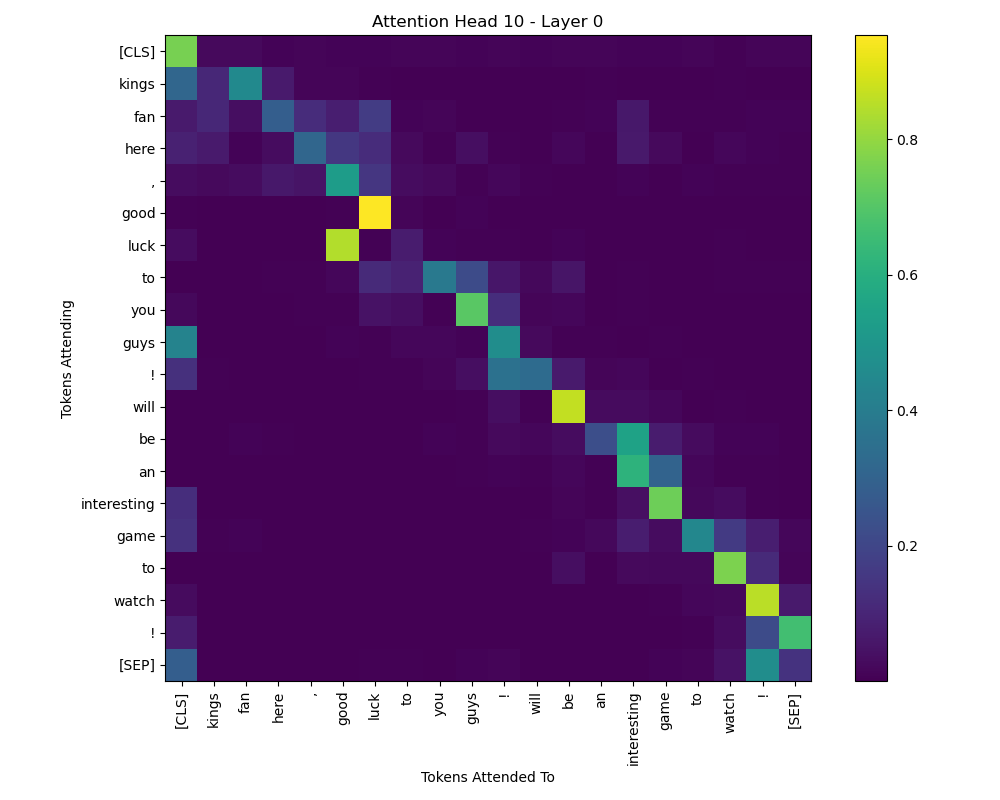 Attention Head 10 - Layer 0
[CLS]
kings
fan
here
,
good
luck
to
you
guys
!
will
be
an
interesting
game
to
watch
!
[SEP]
Tokens Attending
[CLS]
kings
fan
here
,
good
luck
to
you
guys
!
will
be
an
interesting
game
to
watch
!
[SEP]
Tokens Attended To
0.8
0.6
0.4
0.2